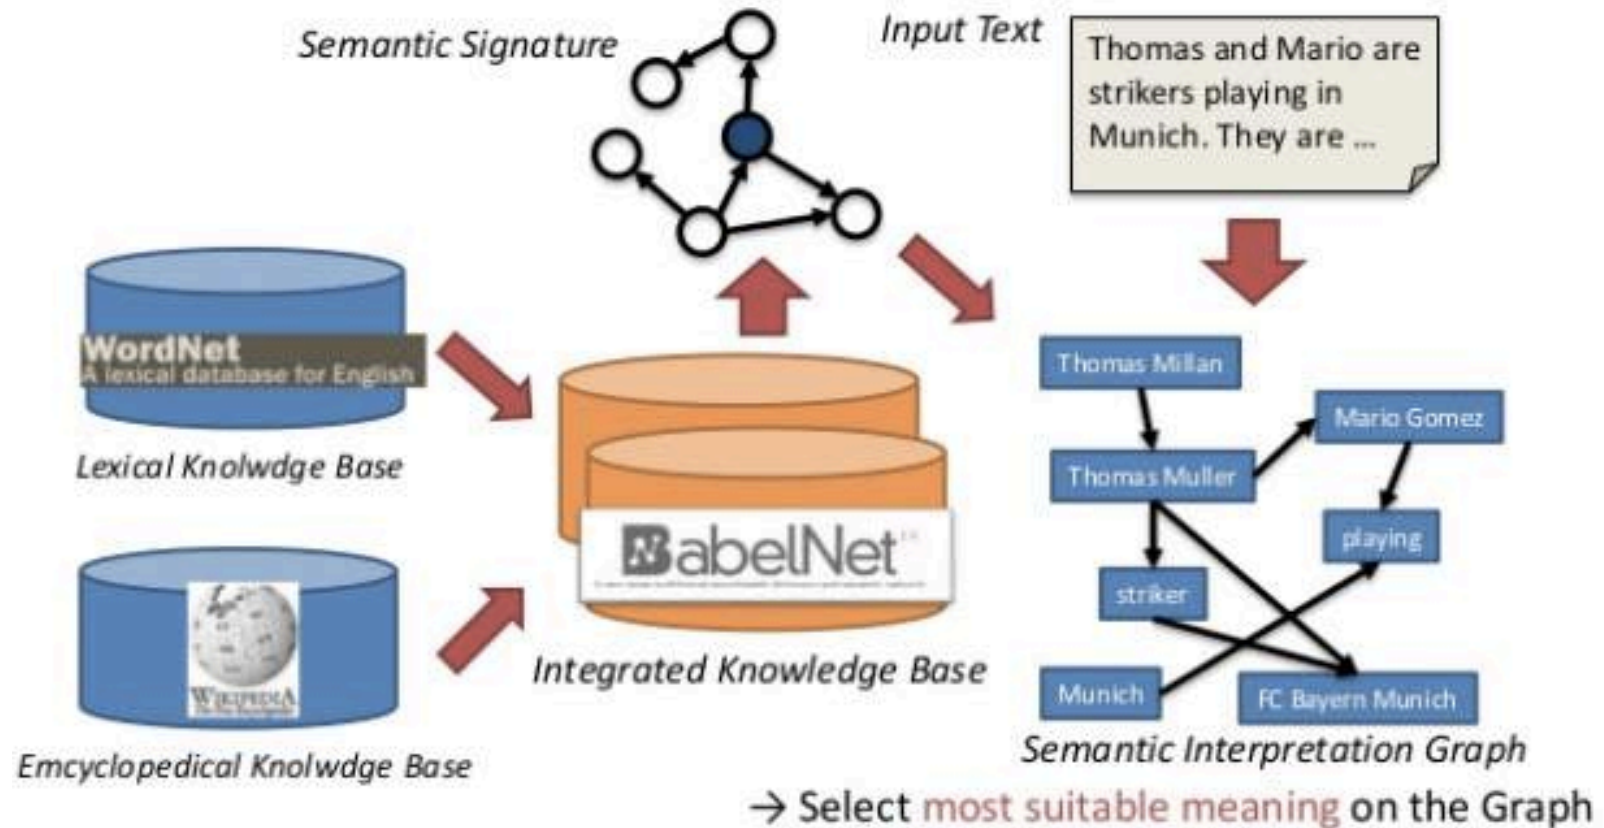 Semantic Signature
Input Text
Thomas and Mario are
strikers playing in
Munich. They are ...
WordNet
A lexical database for English
Lexical Knolwdge Base
WIKIPEDIA
Emcyclopedical Knolwdge Base
BabelNet
Integrated Knowledge Base
Thomas Millan
Mario Gomez
Thomas Muller
playing
striker
Munich
FC Bayern Munich
Semantic Interpretation Graph
→ Select most suitable meaning on the Graph